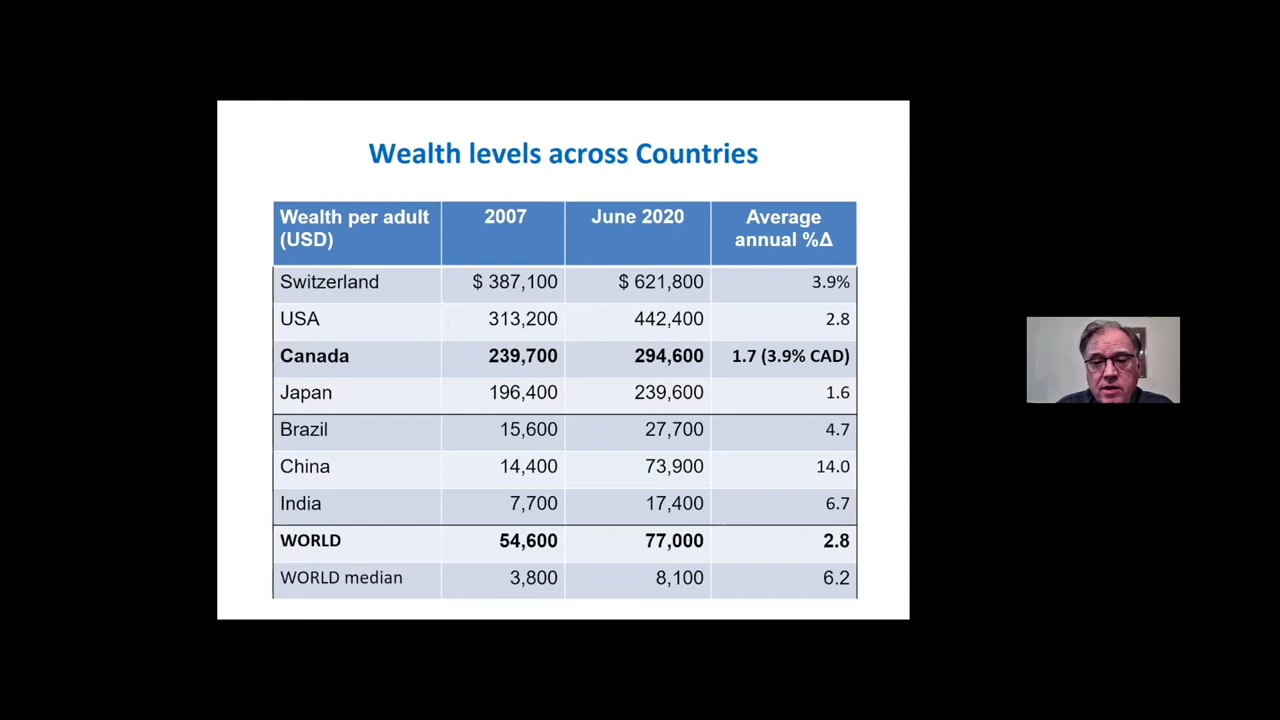 Wealth levels across Countries
Wealth per adult 2007 June 2020 Average
(USD) annual %Δ
Switzerland $ 387,100 $ 621,800 3.9%
USA 313,200 442,400 2.8
Canada 239,700 294,600 1.7 (3.9% CAD)
Japan 196,400 239,600 1.6
Brazil 15,600 27,700 4.7
China 14,400 73,900 14.0
India 7,700 17,400 6.7
WORLD 54,600 77,000 2.8
WORLD median 3,800 8,100 6.2